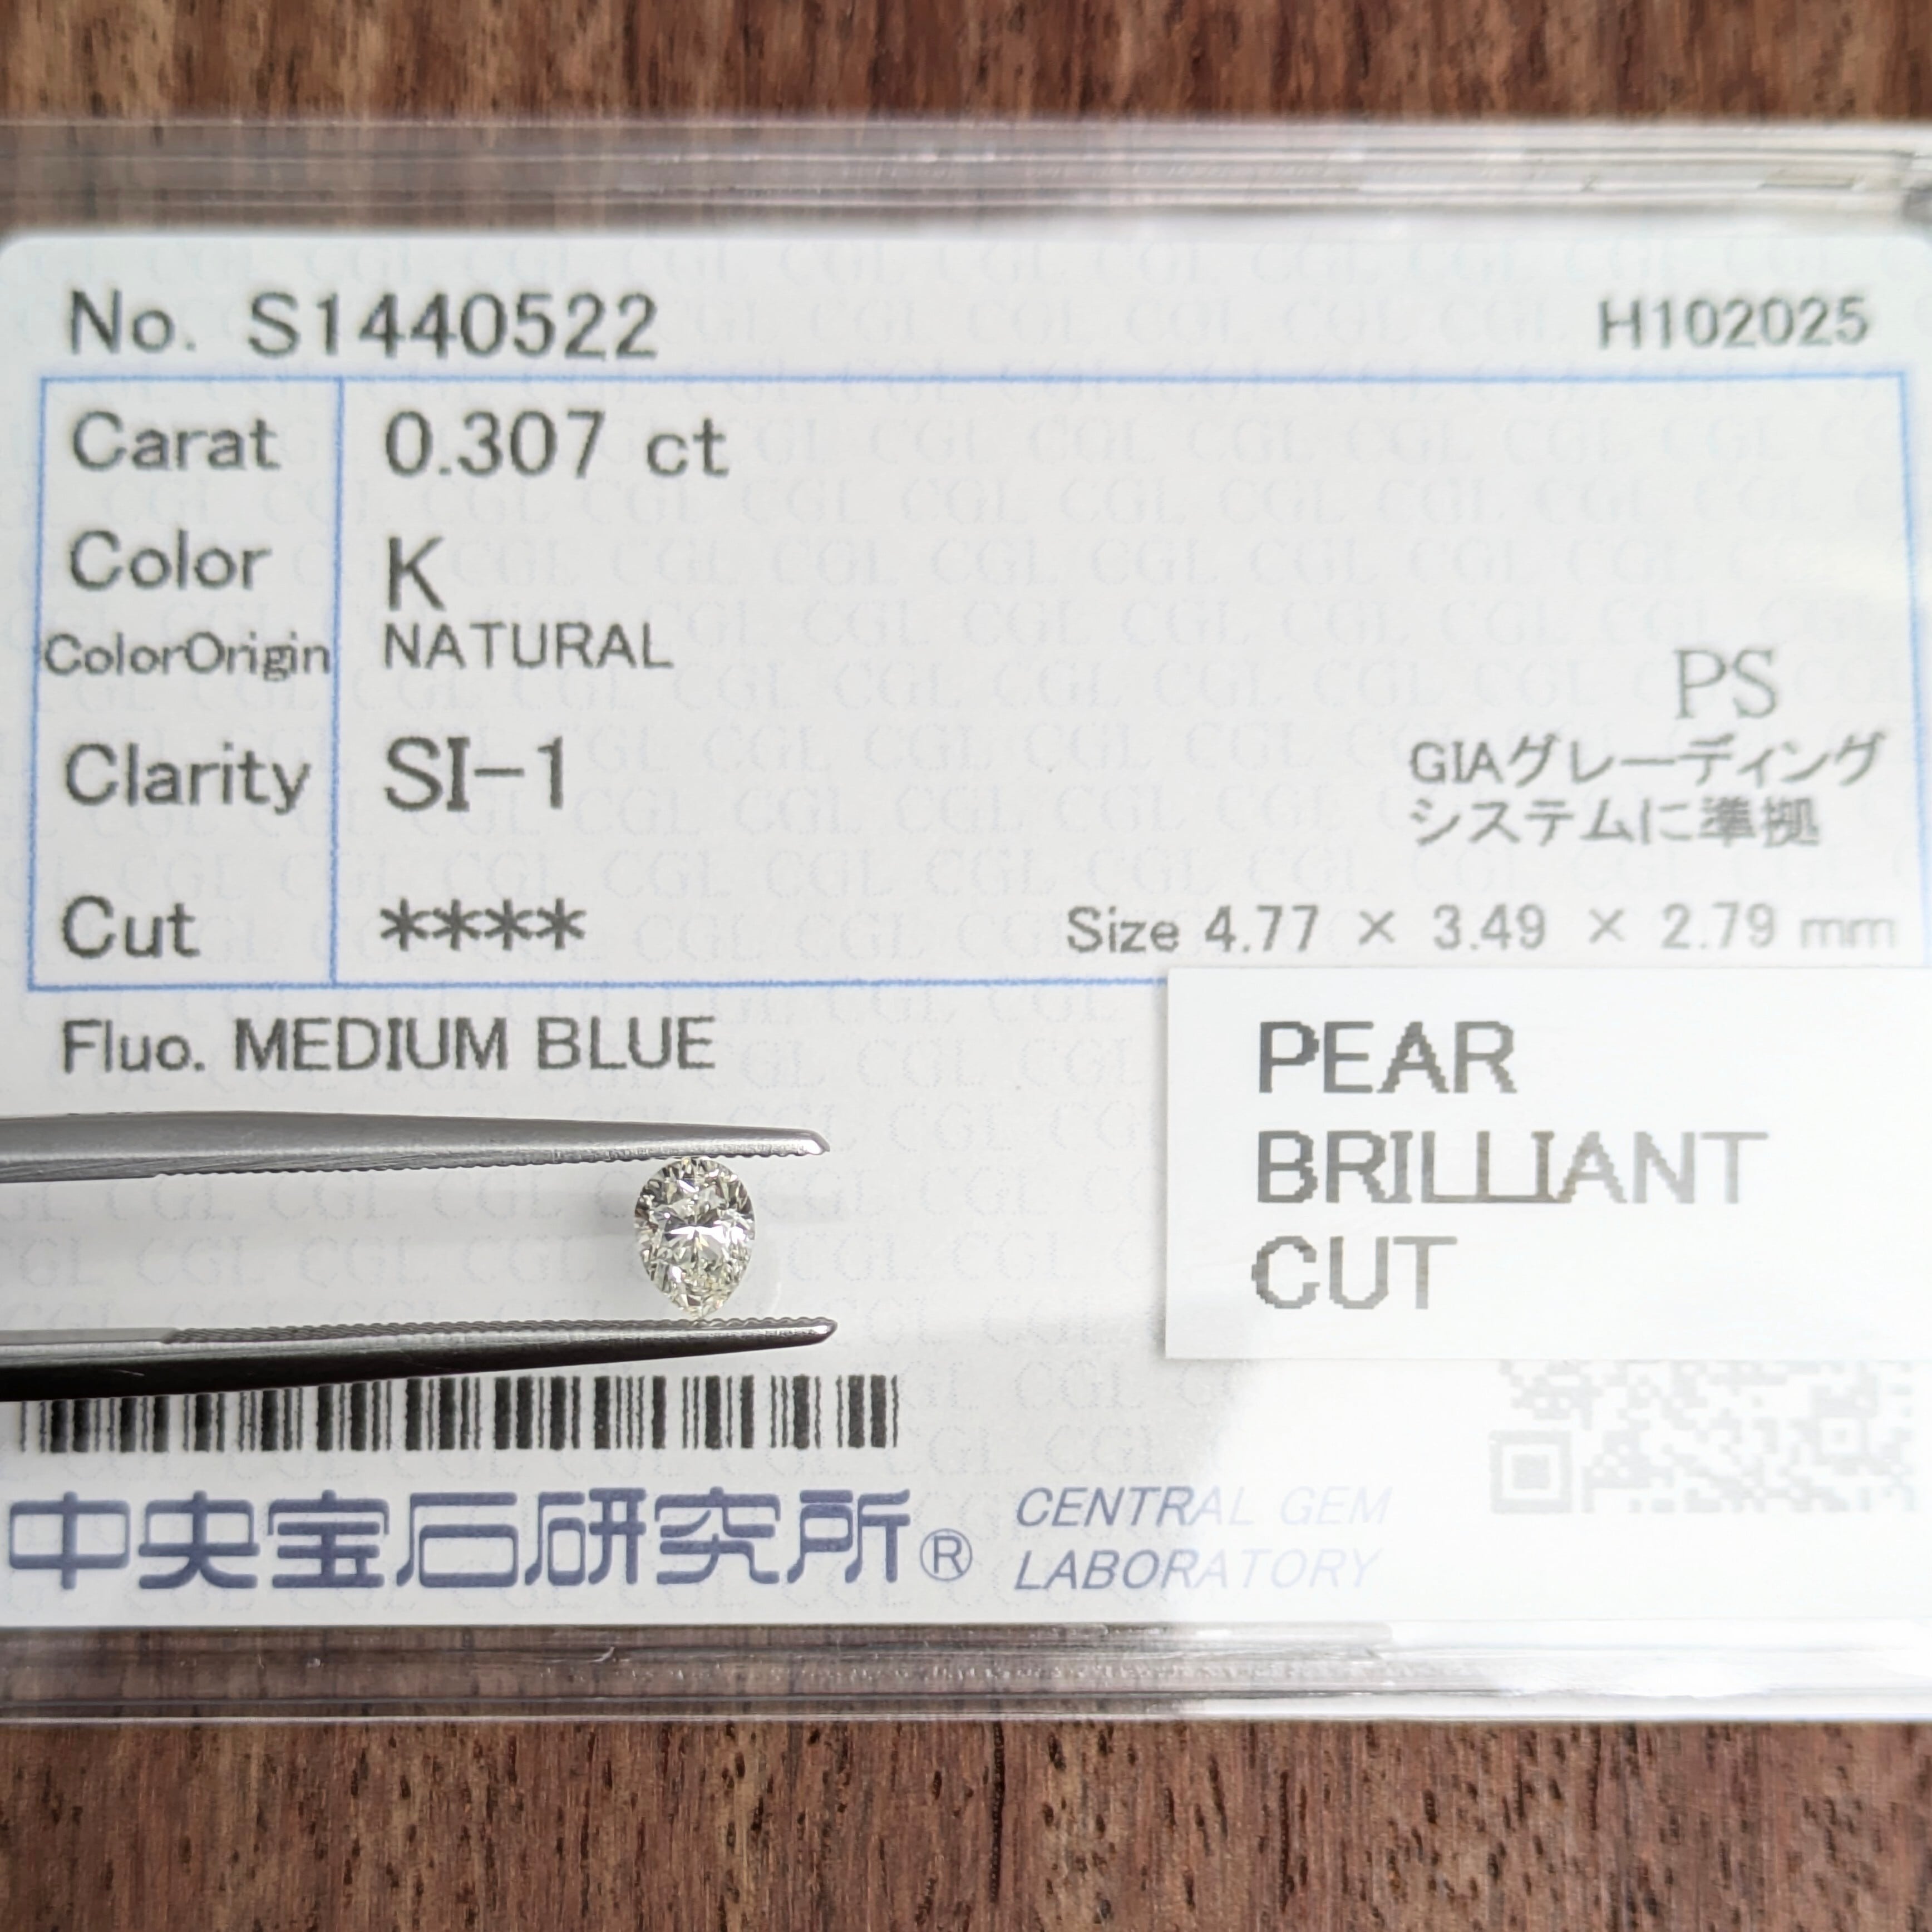 No. S1440522
H102025
Carat 0.307 ct
Color K
ColorOrigin NATURAL
PS
Clarity SI-1
GIAグレーディング
システムに準拠
Cut ****
Size 4.77 × 3.49 × 2.79 mm
Fluo. MEDIUM BLUE
PEAR
BRILLIANT
CUT
中央宝石研究所®
CENTRAL GEM
LABORATORY